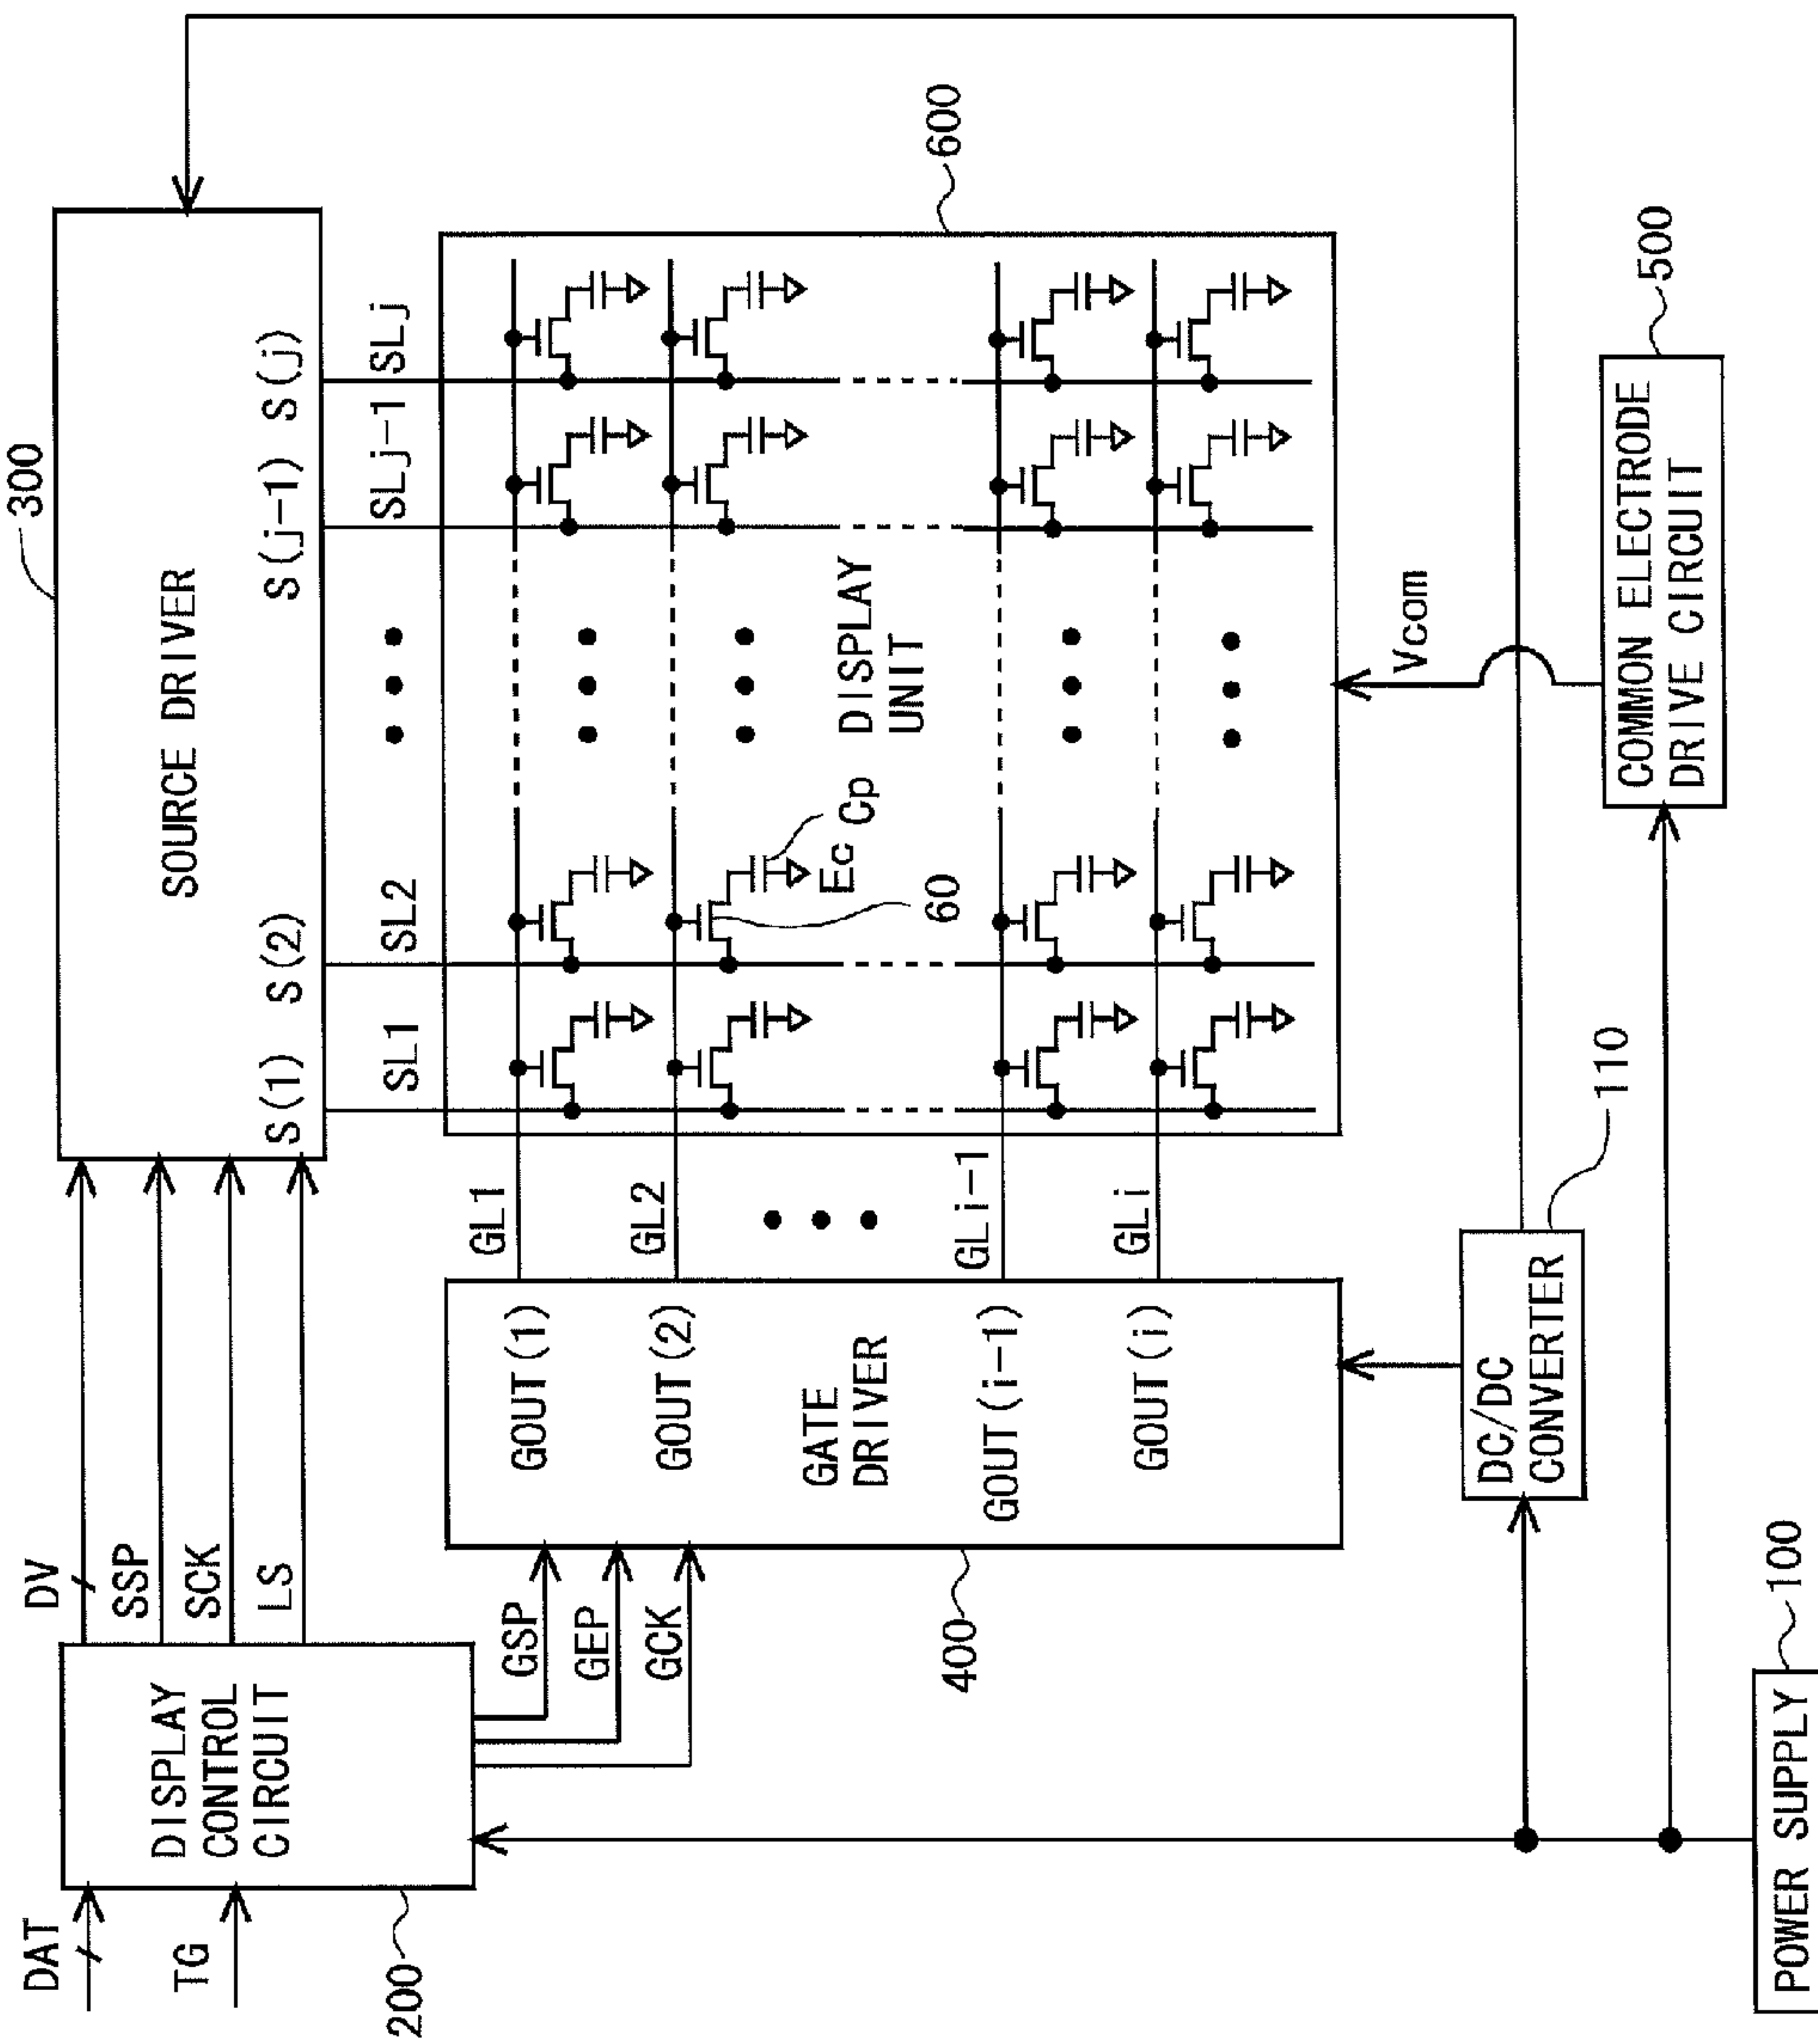 300
SOURCE DRIVER
S(1)
S(2)
S(j-1)
S(j)
SL1
SL2
SLj-1
SLj
DAT
TG
200
DISPLAY
CONTROL
CIRCUIT
DV
SSP
SCK
LS
GSP
GEP
GCK
400
GATE
DRIVER
GOUT(1)
GOUT(2)
GOUT(i-1)
GOUT(i)
GL1
GL2
GLi-1
GLi
600
DISPLAY
UNIT
Cp
Ec
60
Vcom
500
COMMON ELECTRODE
DRIVE CIRCUIT
110
DC/DC
CONVERTER
100
POWER SUPPLY